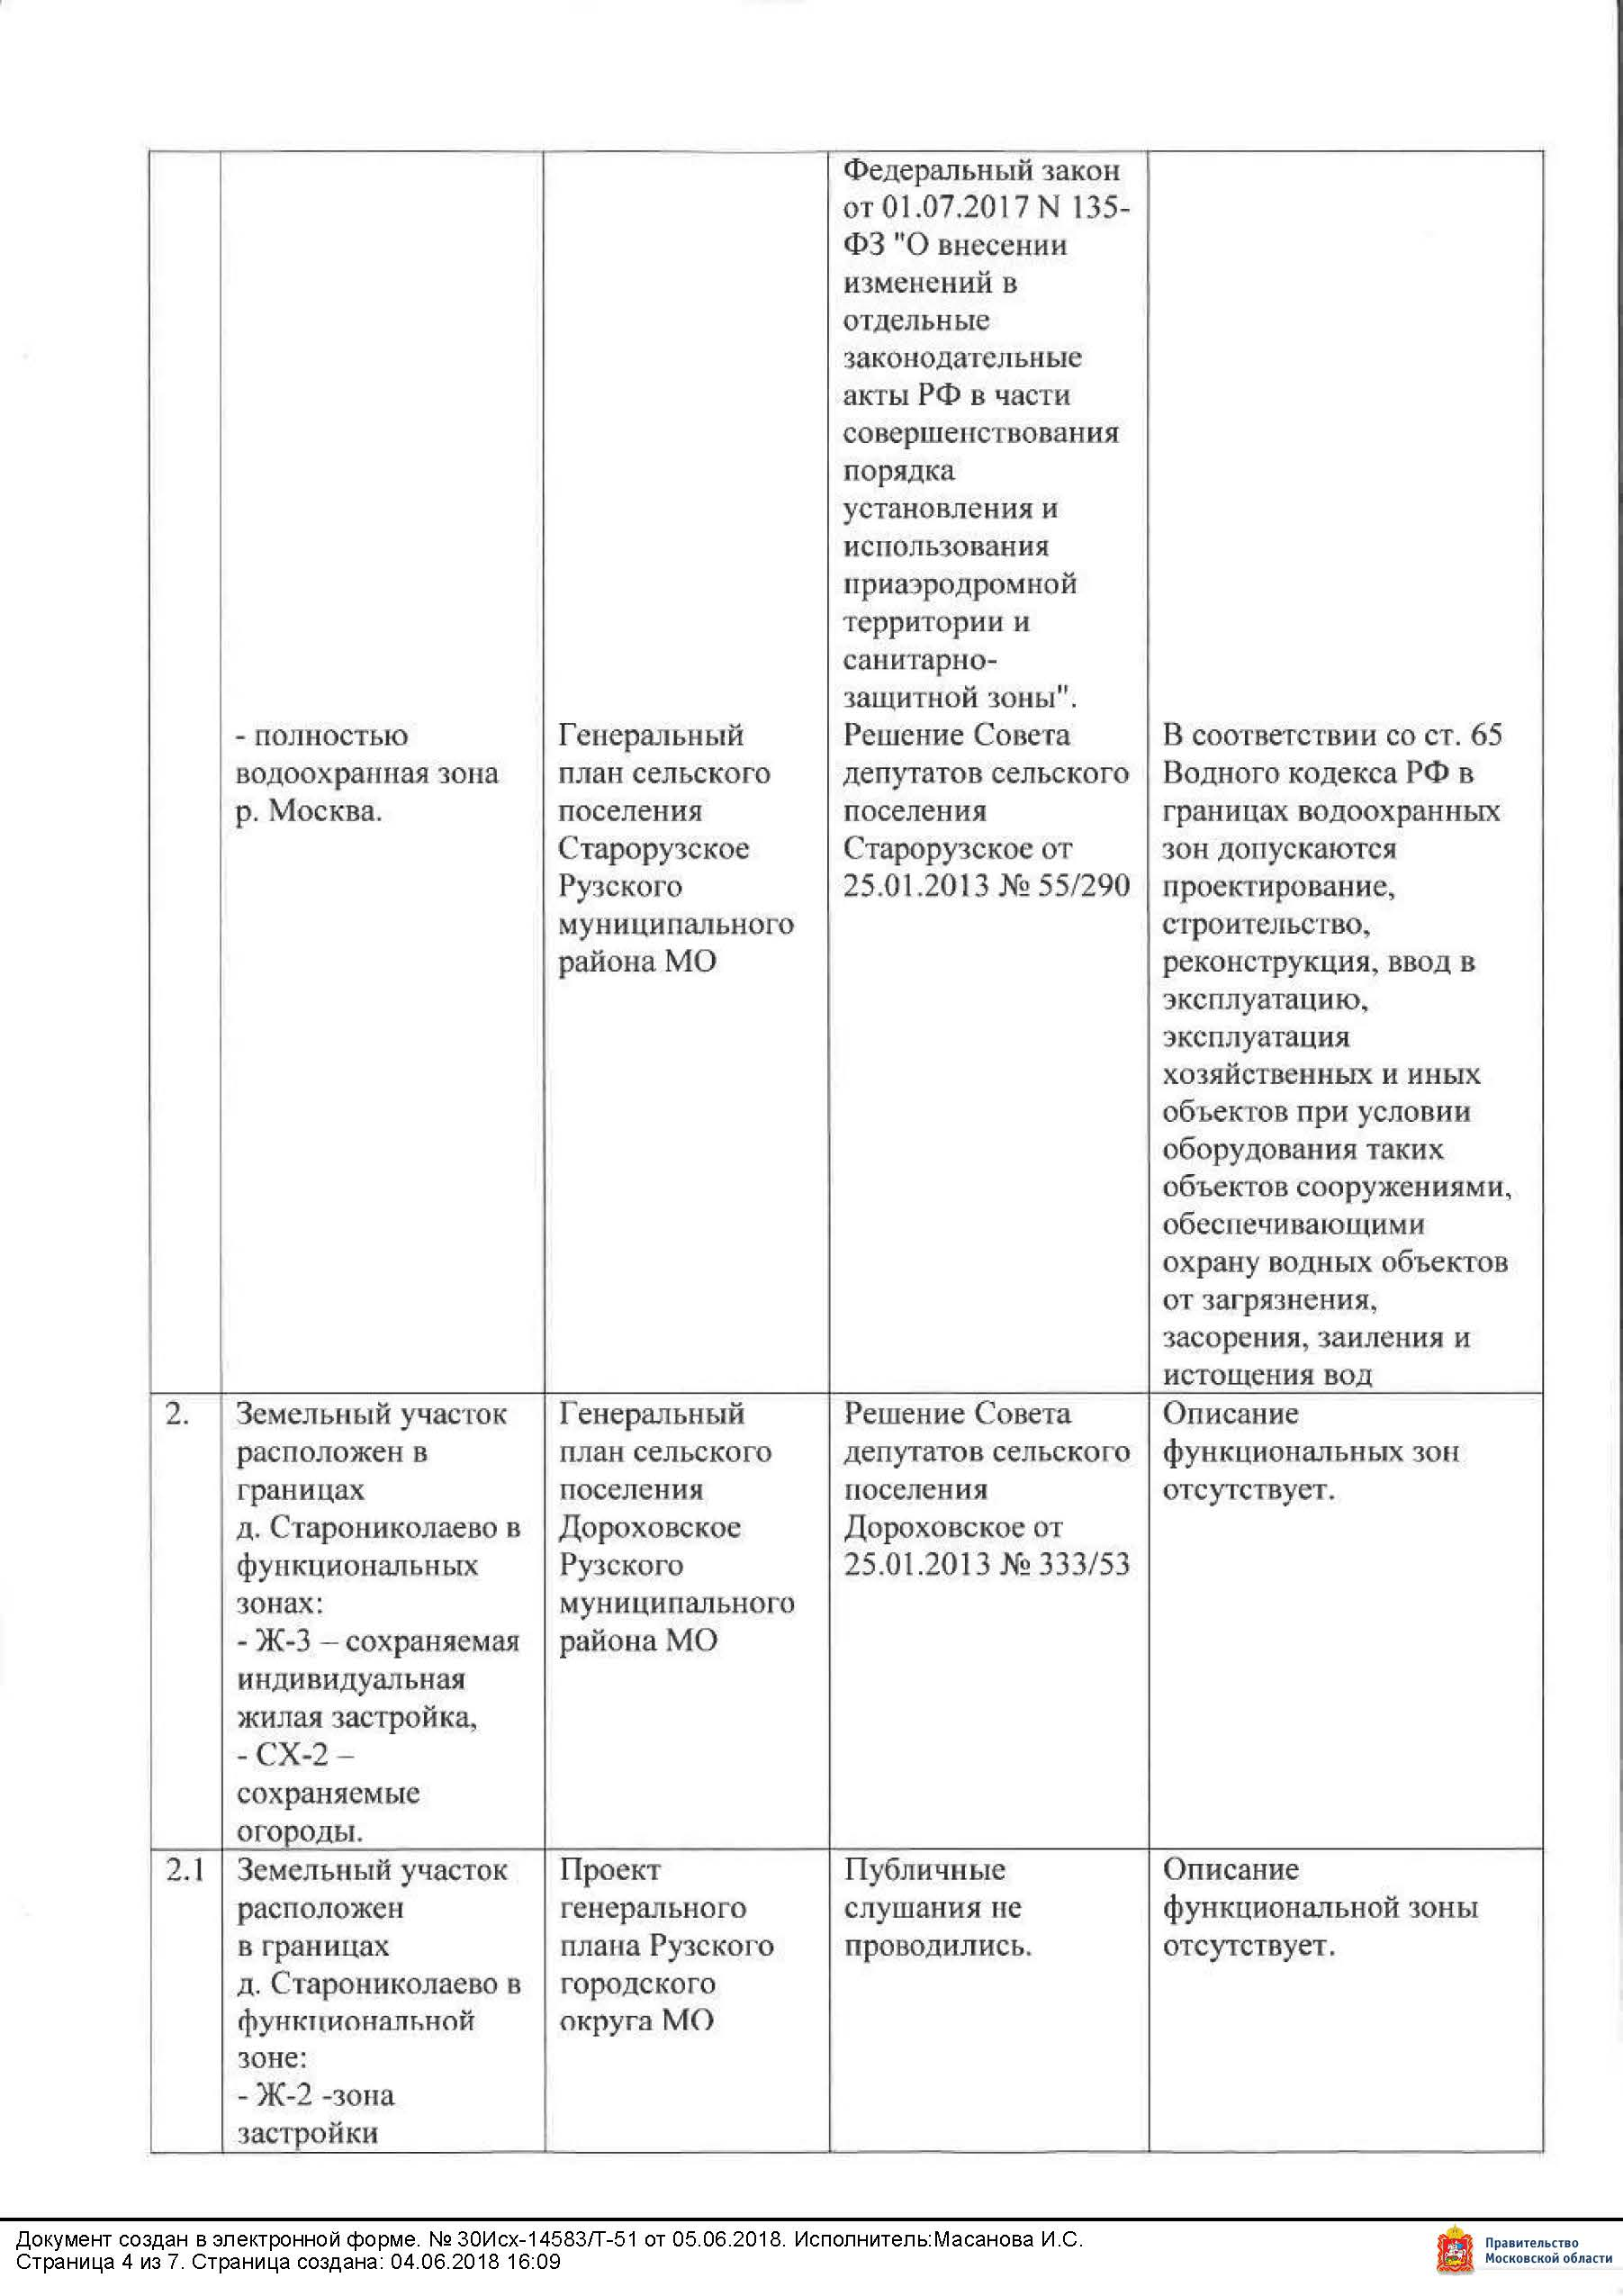 Федеральный закон
от 01.07.2017 N 135-
ФЗ "О внесении
изменений в
отдельные
законодательные
акты РФ в части
совершенствования
порядка
установления и
использования
приаэродромной
территории и
санитарно-
защитной зоны".
- полностью
водоохранная зона
р. Москва.
Генеральный
план сельского
поселения
Старорузское
Рузского
муниципального
района МО
Решение Совета
депутатов сельского
поселения
Старорузское от
25.01.2013 № 55/290
В соответствии со ст. 65
Водного кодекса РФ в
границах водоохранных
зон допускаются
проектирование,
строительство,
реконструкция, ввод в
эксплуатацию,
эксплуатация
хозяйственных и иных
объектов при условии
оборудования таких
объектов сооружениями,
обеспечивающими
охрану водных объектов
от загрязнения,
засорения, заиления и
истощения вод
2.
Земельный участок
расположен в
границах
д. Старониколаево в
функциональных
зонах:
- Ж-3 – сохраняемая
индивидуальная
жилая застройка,
- СХ-2 –
сохраняемые
огороды.
Генеральный
план сельского
поселения
Дороховское
Рузского
муниципального
района МО
Решение Совета
депутатов сельского
поселения
Дороховское от
25.01.2013 № 333/53
Описание
функциональных зон
отсутствует.
2.1
Земельный участок
расположен
в границах
д. Старониколаево в
функциональной
зоне:
- Ж-2 -зона
застройки
Проект
генерального
плана Рузского
городского
округа МО
Публичные
слушания не
проводились.
Описание
функциональной зоны
отсутствует.
Документ создан в электронной форме. № 30Исх-14583/Т-51 от 05.06.2018. Исполнитель:Масанова И.С.
Страница 4 из 7. Страница создана: 04.06.2018 16:09
Правительство
Московской области